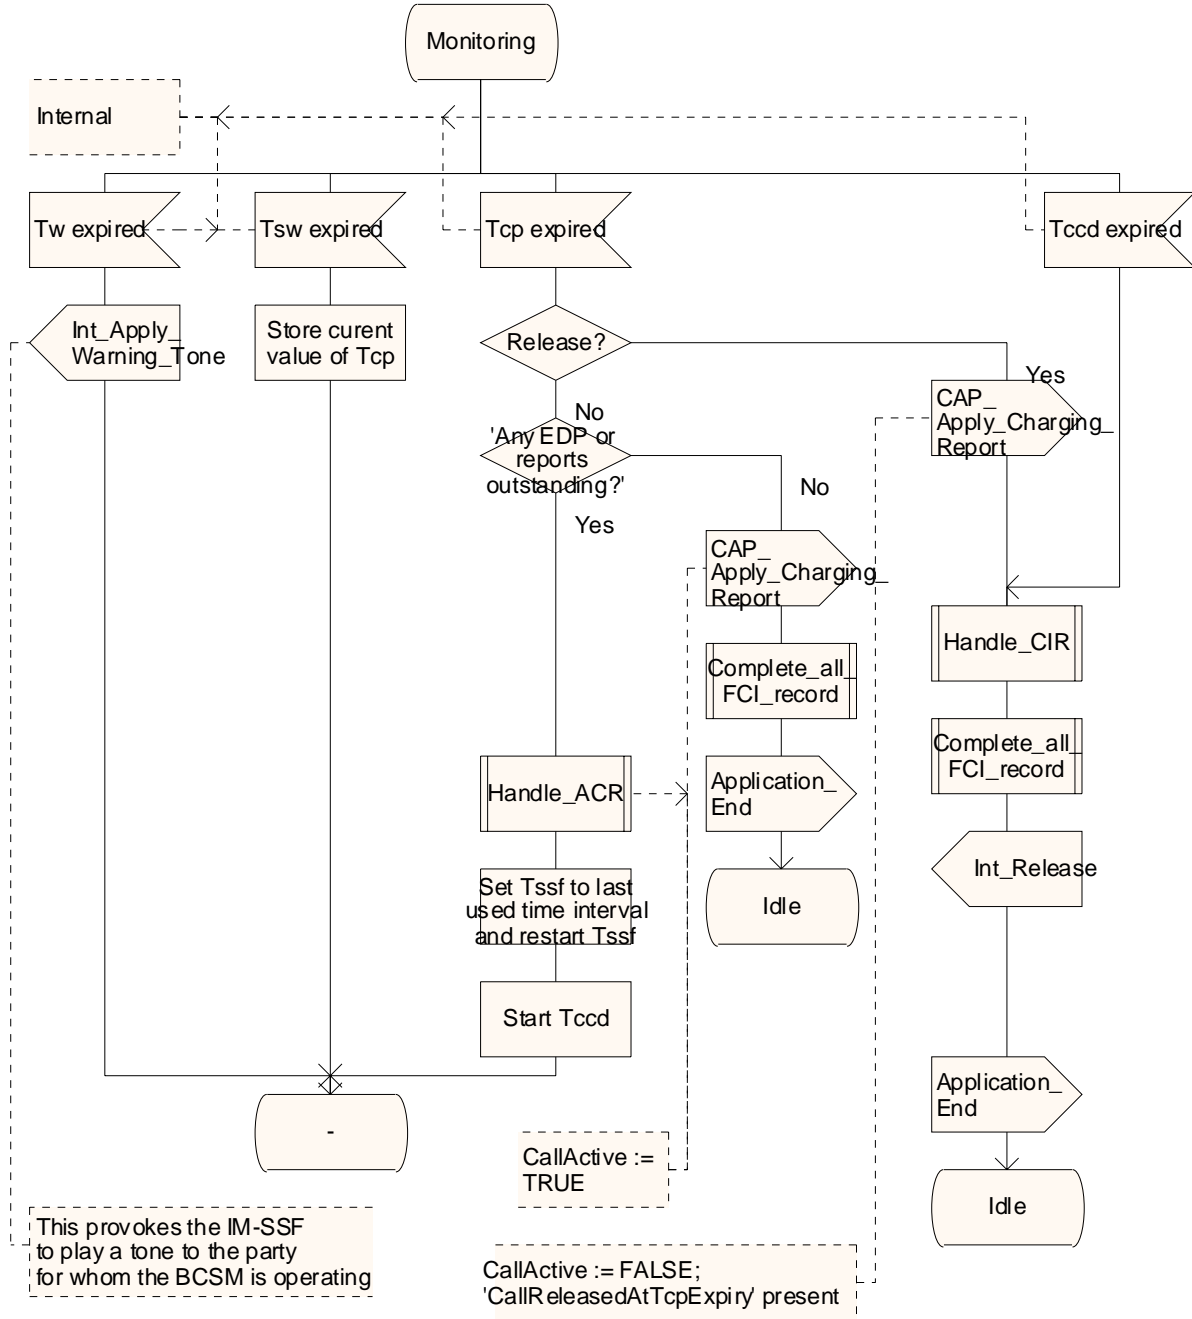 Monitoring
Internal
Tw expired
Tsw expired
Tcp expired
Tccd expired
Int_Apply_
Warning_Tone
Store curent
value of Tcp
Release?
Yes
CAP_
Apply_Charging_
Report
No
'Any EDP or
reports
outstanding?'
No
Yes
CAP_
Apply_Charging_
Report
Handle_CIR
Complete_all_
FCI_record
Complete_all_
FCI_record
Handle_ACR
Application_
End
Int_Release
Set Tssf to last
used time interval
and restart Tssf
Idle
Start Tccd
Application_
End
-
CallActive :=
TRUE
Idle
This provokes the IM-SSF
to play a tone to the party
for whom the BCSM is operating
CallActive := FALSE;
'CallReleasedAtTcpExpiry' present